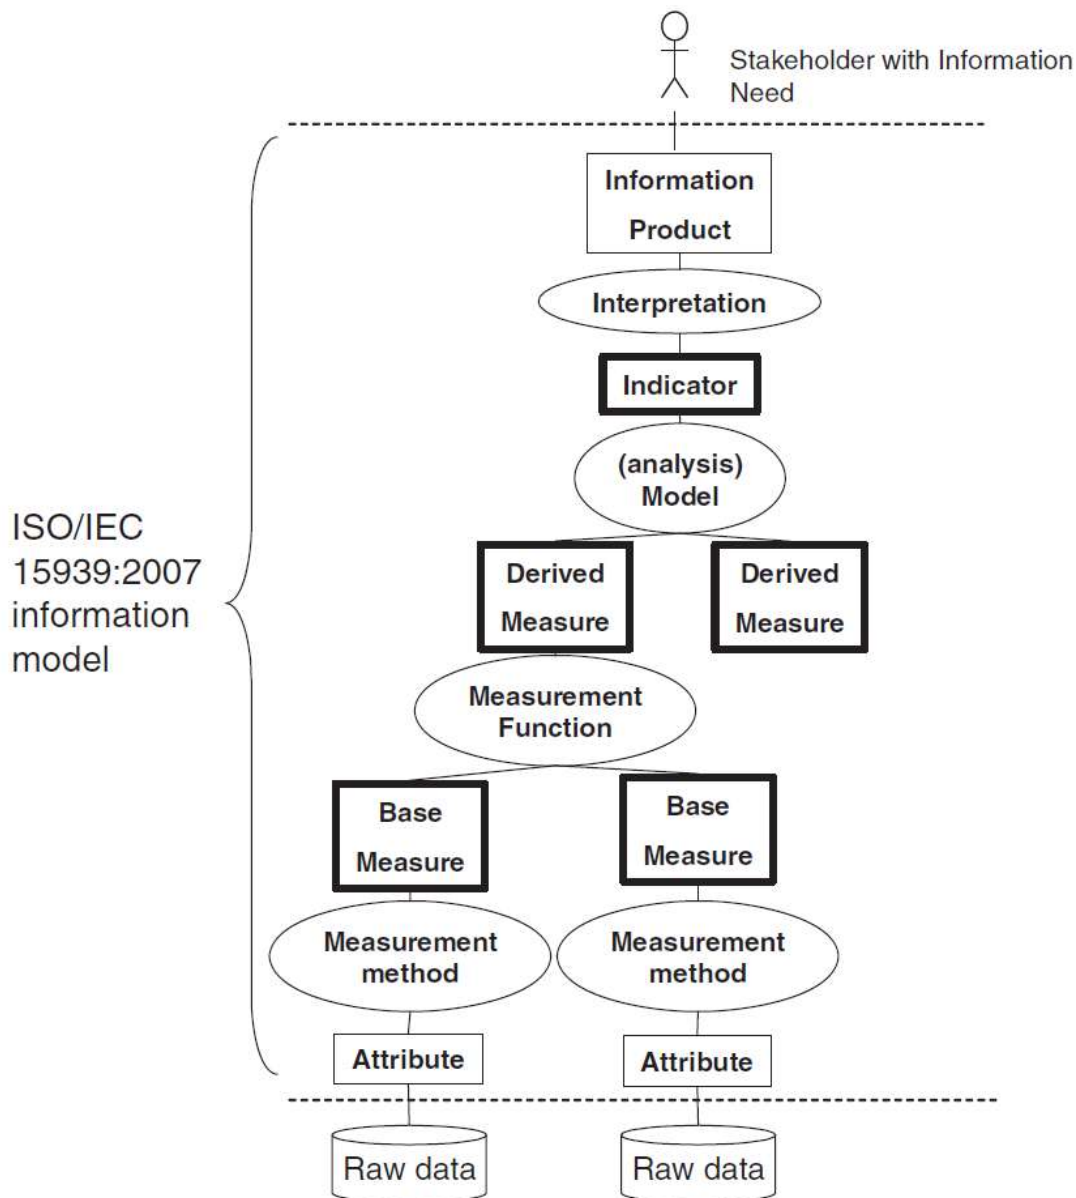 Stakeholder with Information
Need
Information
Product
Interpretation
Indicator
(analysis)
Model
ISO/IEC
15939:2007
information
model
Derived
Measure
Derived
Measure
Measurement
Function
Base
Measure
Base
Measure
Measurement
method
Measurement
method
Attribute
Attribute
Raw data
Raw data